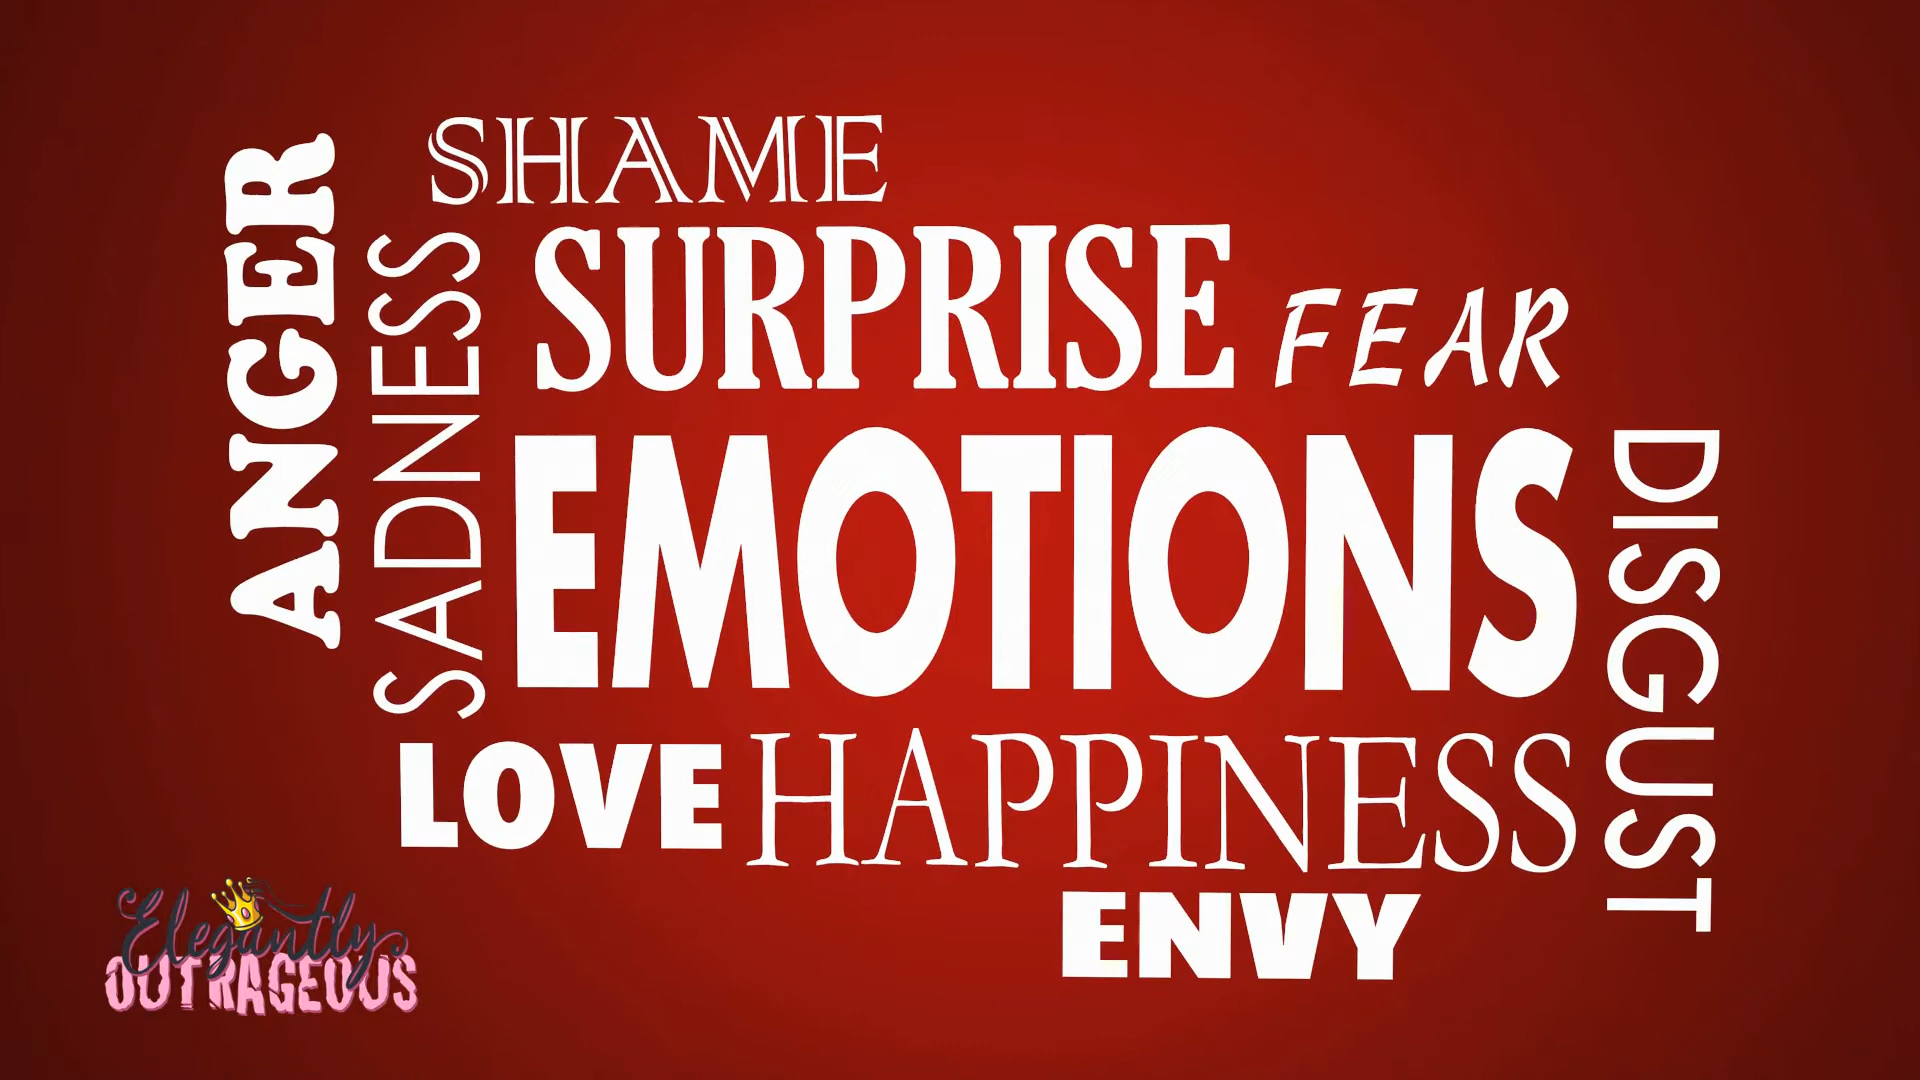 SHAME
ANGER
SADNESS
SURPRISE
FEAR
EMOTIONS
DISGUST
LOVE
HAPPINESS
ENVY
Elegantly
OUTRAGEOUS